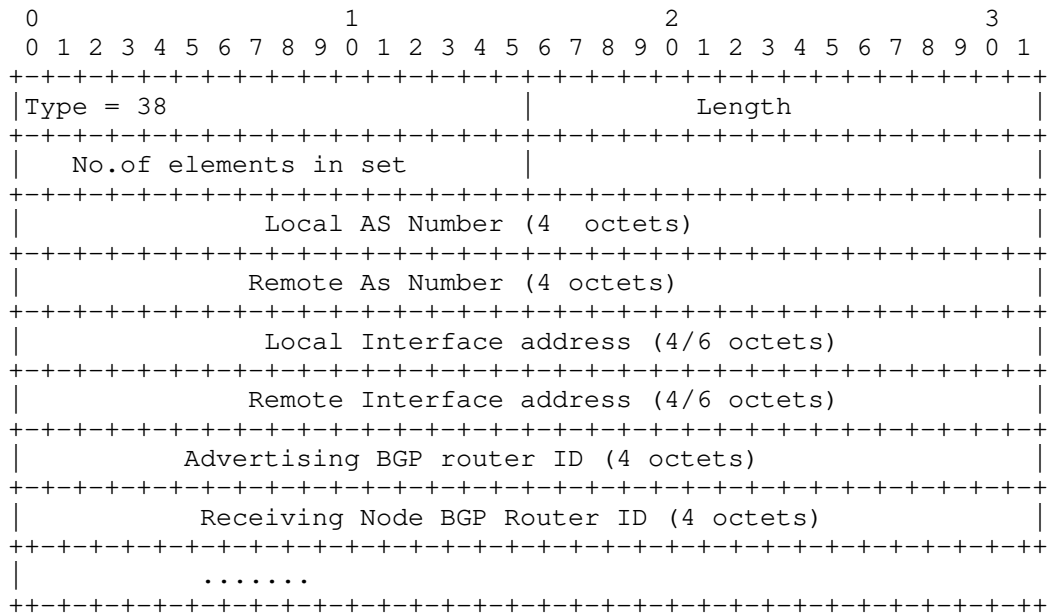 0                   1                   2                   3
 0 1 2 3 4 5 6 7 8 9 0 1 2 3 4 5 6 7 8 9 0 1 2 3 4 5 6 7 8 9 0 1
+-+-+-+-+-+-+-+-+-+-+-+-+-+-+-+-+-+-+-+-+-+-+-+-+-+-+-+-+-+-+-+-+
|Type = 38                      |          Length               |
+-+-+-+-+-+-+-+-+-+-+-+-+-+-+-+-+-+-+-+-+-+-+-+-+-+-+-+-+-+-+-+-+
|   No.of elements in set       |                               |
+-+-+-+-+-+-+-+-+-+-+-+-+-+-+-+-+-+-+-+-+-+-+-+-+-+-+-+-+-+-+-+-+
|               Local AS Number (4  octets)                     |
+-+-+-+-+-+-+-+-+-+-+-+-+-+-+-+-+-+-+-+-+-+-+-+-+-+-+-+-+-+-+-+-+
|              Remote As Number (4 octets)                      |
+-+-+-+-+-+-+-+-+-+-+-+-+-+-+-+-+-+-+-+-+-+-+-+-+-+-+-+-+-+-+-+-+
|               Local Interface address (4/6 octets)            |
+-+-+-+-+-+-+-+-+-+-+-+-+-+-+-+-+-+-+-+-+-+-+-+-+-+-+-+-+-+-+-+-+
|              Remote Interface address (4/6 octets)            |
+-+-+-+-+-+-+-+-+-+-+-+-+-+-+-+-+-+-+-+-+-+-+-+-+-+-+-+-+-+-+-+-+
|          Advertising BGP router ID (4 octets)                 |
+-+-+-+-+-+-+-+-+-+-+-+-+-+-+-+-+-+-+-+-+-+-+-+-+-+-+-+-+-+-+-+-+
|           Receiving Node BGP Router ID (4 octets)             |
++-+-+-+-+-+-+-+-+-+-+-+-+-+-+-+-+-+-+-+-+-+-+-+-+-+-+-+-+-+-+-++
|           .......
++-+-+-+-+-+-+-+-+-+-+-+-+-+-+-+-+-+-+-+-+-+-+-+-+-+-+-+-+-+-+-++